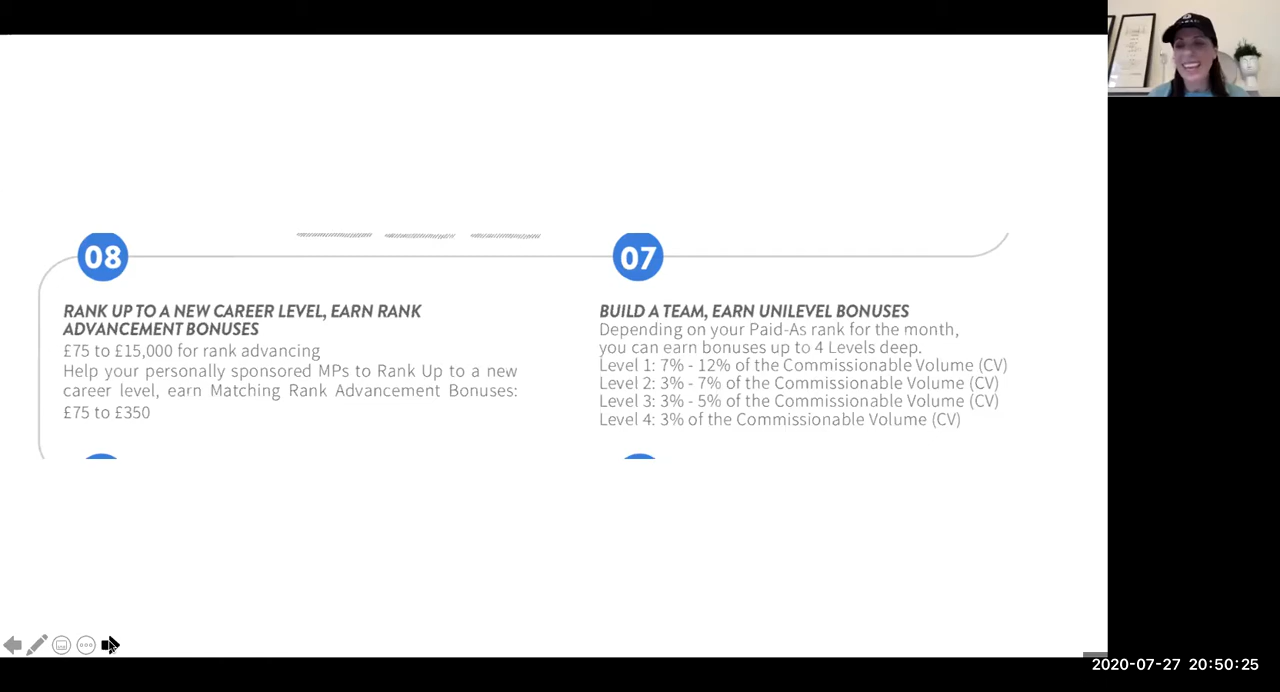 08
RANK UP TO A NEW CAREER LEVEL, EARN RANK
ADVANCEMENT BONUSES
£75 to £15,000 for rank advancing
Help your personally sponsored MPs to Rank Up to a new
career level, earn Matching Rank Advancement Bonuses:
£75 to £350
07
BUILD A TEAM, EARN UNILEVEL BONUSES
Depending on your Paid-As rank for the month,
you can earn bonuses up to 4 Levels deep.
Level 1: 7% - 12% of the Commissionable Volume (CV)
Level 2: 3% - 7% of the Commissionable Volume (CV)
Level 3: 3% - 5% of the Commissionable Volume (CV)
Level 4: 3% of the Commissionable Volume (CV)
2020-07-27 20:50:25